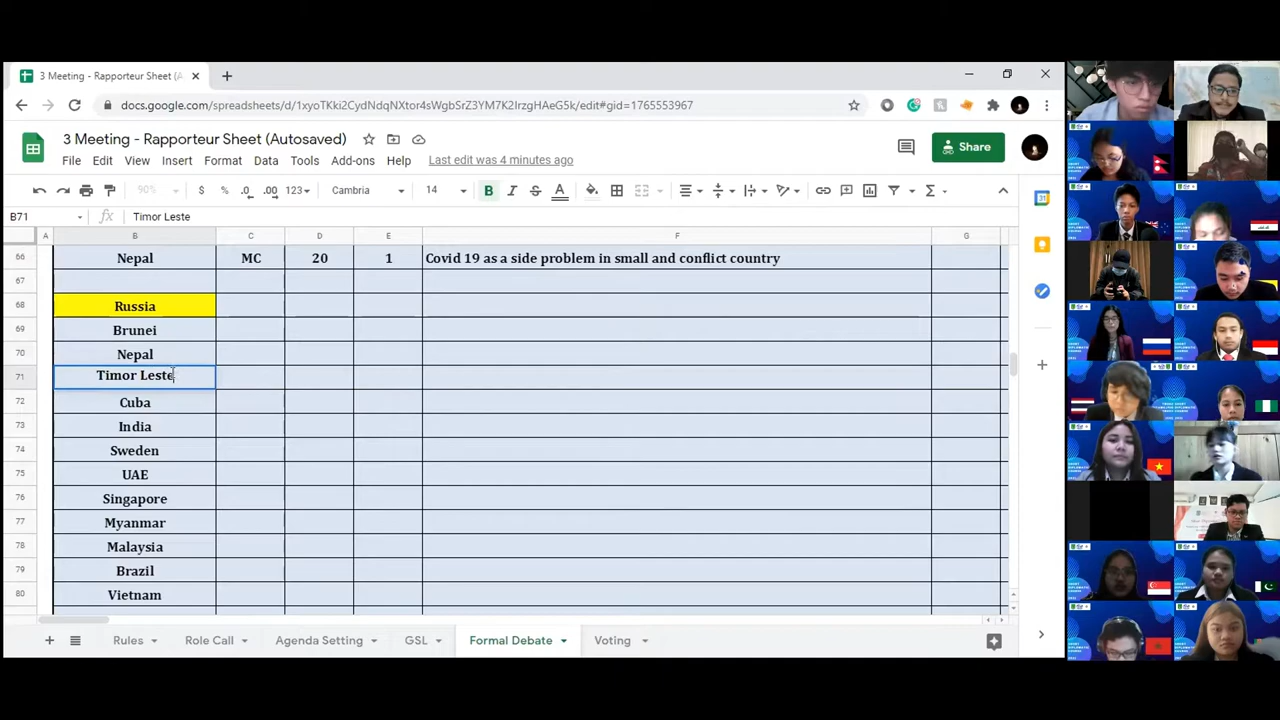 3 Meeting - Rapporteur Sheet (A
docs.google.com/spreadsheets/d/1xyoTKki2CydNdqNXtor4sWgbSrZ3YM7K2IrzgHAeG5k/edit#gid=1765553967
3 Meeting - Rapporteur Sheet (Autosaved)
File Edit View Insert Format Data Tools Add-ons Help Last edit was 4 minutes ago
Share
90% $ % .0 .00 123 Cambria 14 B I S A
B71 fx Timor Leste
A B C D F G
66 Nepal MC 20 1 Covid 19 as a side problem in small and conflict country
67
68 Russia
69 Brunei
70 Nepal
71 Timor Leste
72 Cuba
73 India
74 Sweden
75 UAE
76 Singapore
77 Myanmar
78 Malaysia
79 Brazil
80 Vietnam
Rules Role Call Agenda Setting GSL Formal Debate Voting